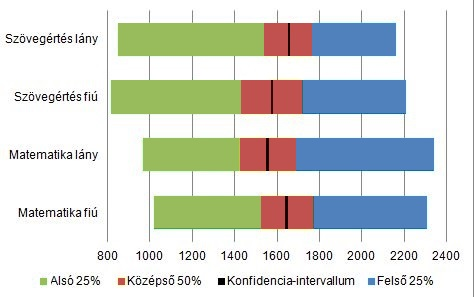 Szövegértés lány
Szövegértés fiú
Matematika lány
Matematika fiú
800 1000 1200 1400 1600 1800 2000 2200 2400
Alsó 25% Középső 50% Konfidencia-intervallum Felső 25%